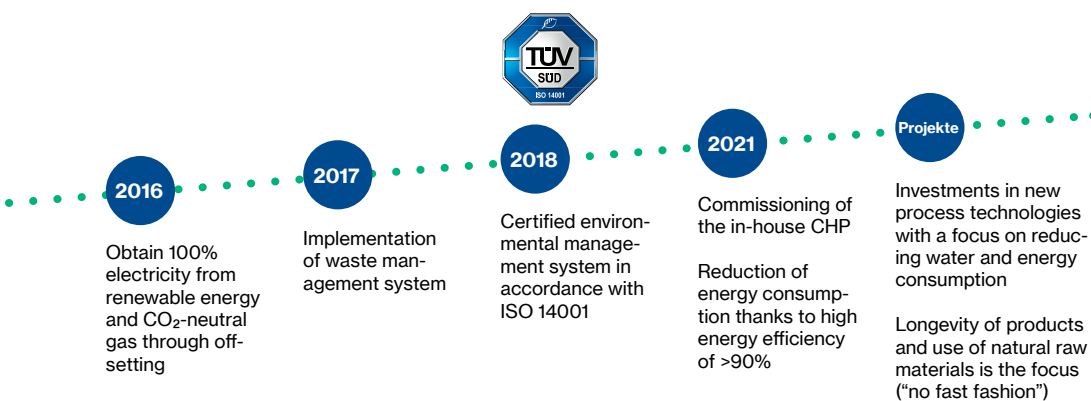 TÜV
SÜD
ISO 14001
2016
Obtain 100%
electricity from
renewable energy
and CO₂-neutral
gas through off-
setting
2017
Implementation
of waste man-
agement system
2018
Certified environ-
mental manage-
ment system in
accordance with
ISO 14001
2021
Commissioning of
the in-house CHP
Reduction of
energy consump-
tion thanks to high
energy efficiency
of >90%
Projekte
Investments in new
process technologies
with a focus on reduc-
ing water and energy
consumption
Longevity of products
and use of natural raw
materials is the focus
(“no fast fashion”)